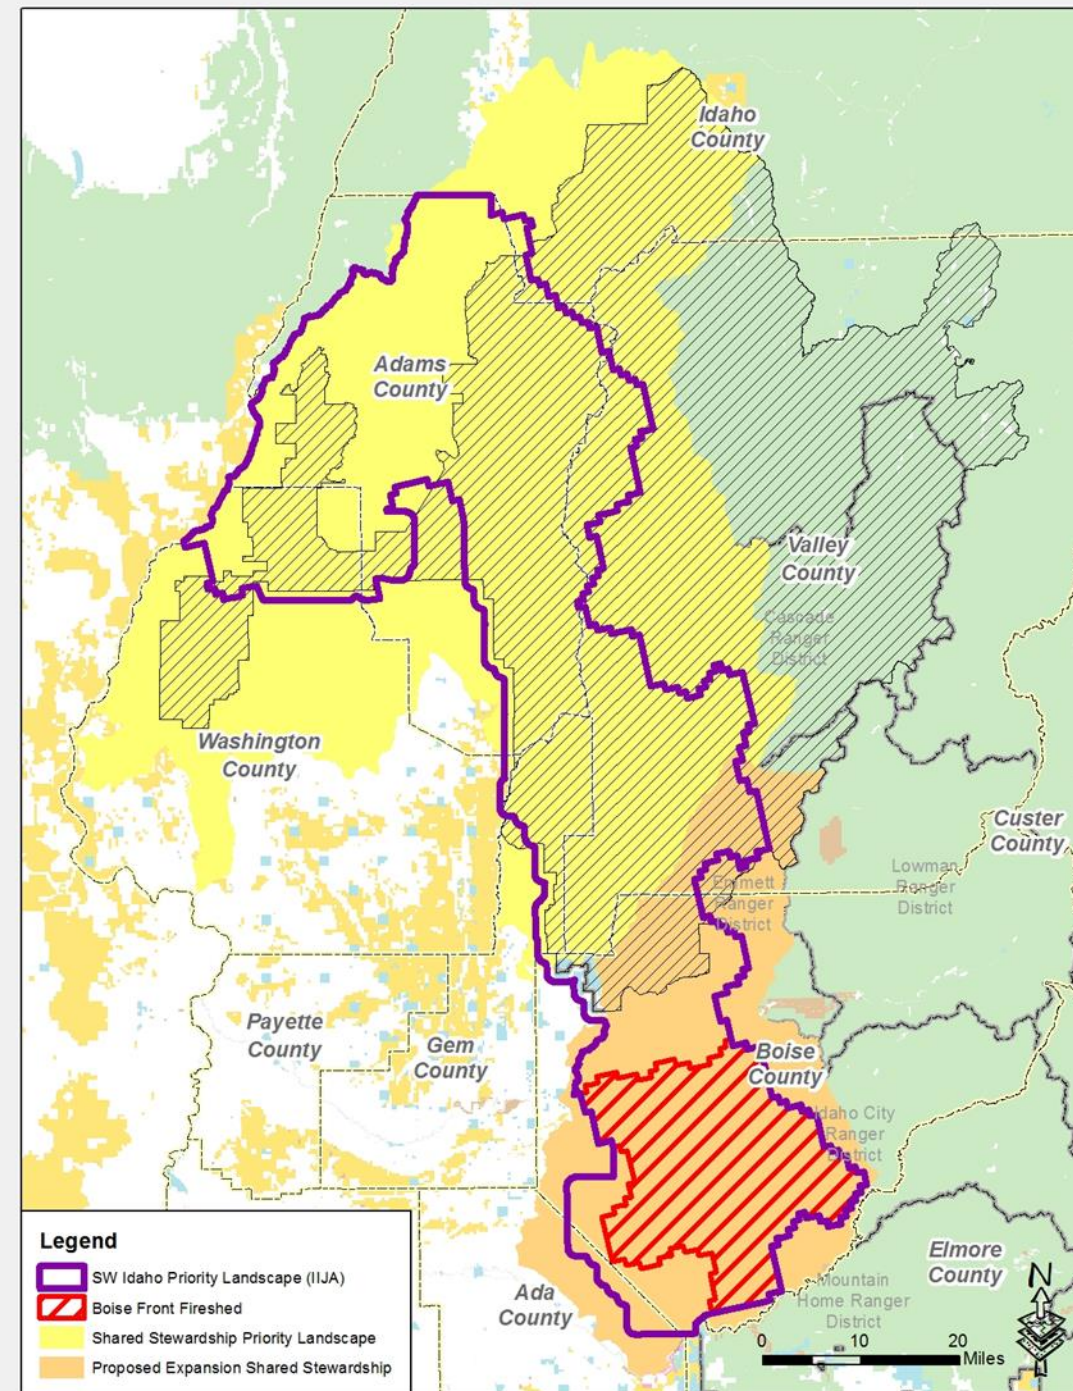 Idaho
County
Adams
County
Valley
County
Cascade
Ranger
District
Washington
County
Custer
County
Lowman
Ranger
District
Emmett
Ranger
District
Payette
County
Gem
County
Boise
County
Idaho City
Ranger
District
Elmore
County
Ada
County
Mountain
Home Ranger
District
N
0 10 20
Miles
Legend
SW Idaho Priority Landscape (IIJA)
Boise Front Fireshed
Shared Stewardship Priority Landscape
Proposed Expansion Shared Stewardship